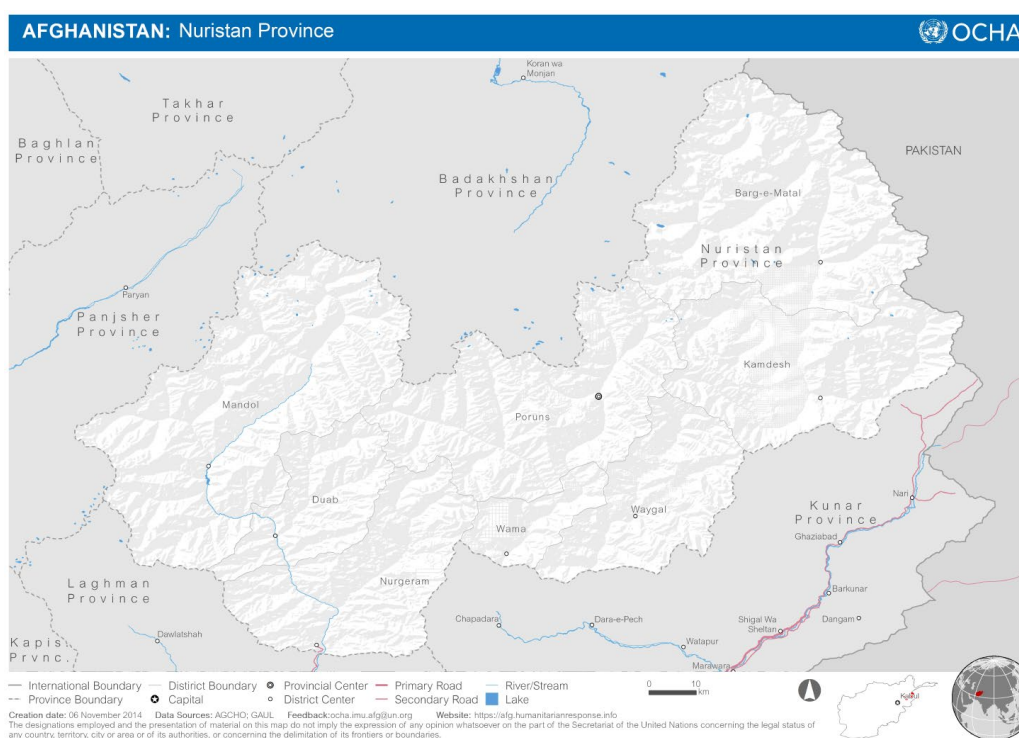 AFGHANISTAN: Nuristan Province
OCHA
Koran wa
Monjan
Takhar
Province
Baghlan
Province
PAKISTAN
Badakhshan
Province
Barg-e-Matal
Nuristan
Province
Paryan
Panjsher
Province
Kamdesh
Mandol
Poruns
Nari
Duab
Kunar
Province
Waygal
Wama
Ghaziabad
Laghman
Province
Nurgeram
Barkunar
Chapadara
Dara-e-Pech
Shigal Wa
Sheltan
Dangam
Kapis
Prvnc.
Dawlatshah
Watapur
Marawara
International Boundary District Boundary Provincial Center Primary Road River/Stream
Province Boundary Capital District Center Secondary Road Lake
0 10
km
Kabul
Creation date: 06 November 2014 Data Sources: AGCHO; GAUL Feedback:ocha.imu.afg@un.org Website: https://afg.humanitarianresponse.info
The designations employed and the presentation of material on this map do not imply the expression of any opinion whatsoever on the part of the Secretariat of the United Nations concerning the legal status of
any country, territory, city or area or of its authorities, or concerning the delimitation of its frontiers or boundaries.